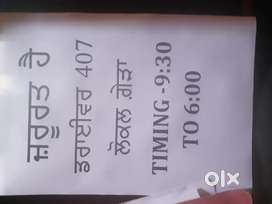 ਜ਼ਰੂਰਤ ਹੈ
ਡਰਾਈਵਰ 407
ਲੋਕਲ ਗੇੜਾ
TIMING -9:30
TO 6:00
OLX